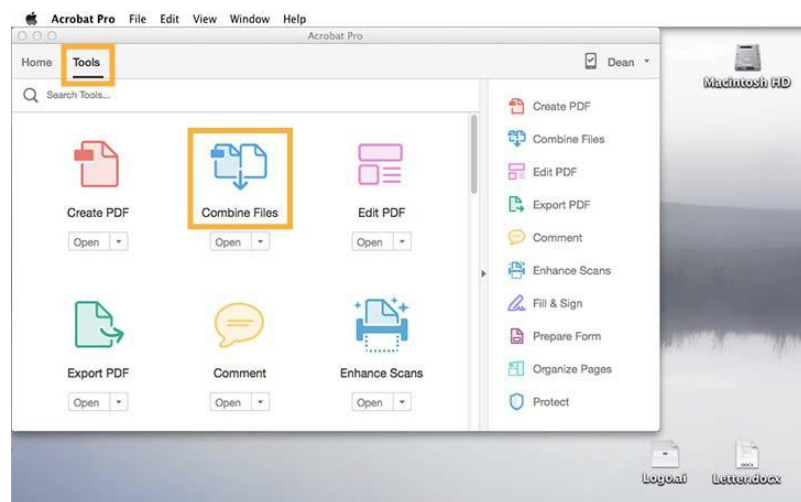 Acrobat Pro File Edit View Window Help
Acrobat Pro
Home Tools
Dean
Macintosh HD
Search Tools...
Create PDF
Combine Files
Edit PDF
Open
Open
Open
Export PDF
Comment
Enhance Scans
Open
Open
Open
Create PDF
Combine Files
Edit PDF
Export PDF
Comment
Enhance Scans
Fill & Sign
Prepare Form
Organize Pages
Protect
DOCX
Logo.ai
Letter.docx